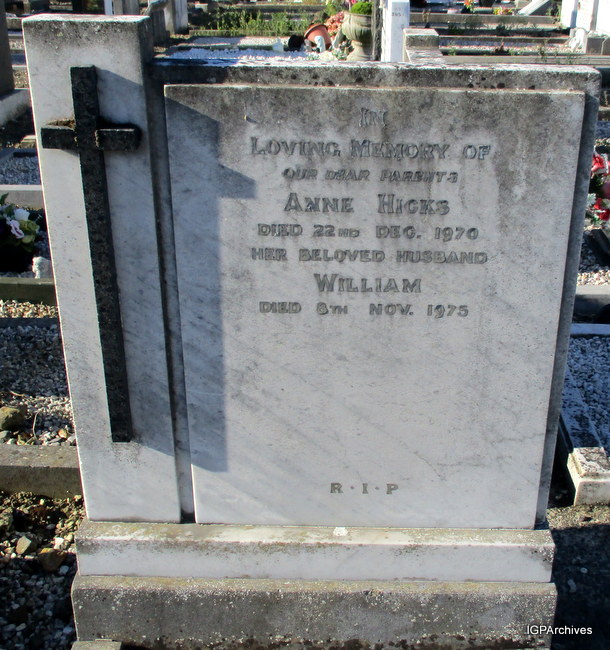 IN
LOVING MEMORY OF
OUR DEAR PARENTS
ANNE HICKS
DIED 22ND DEC. 1970
HER BELOVED HUSBAND
WILLIAM
DIED 8TH NOV. 1975
R · I · P
IGPArchives